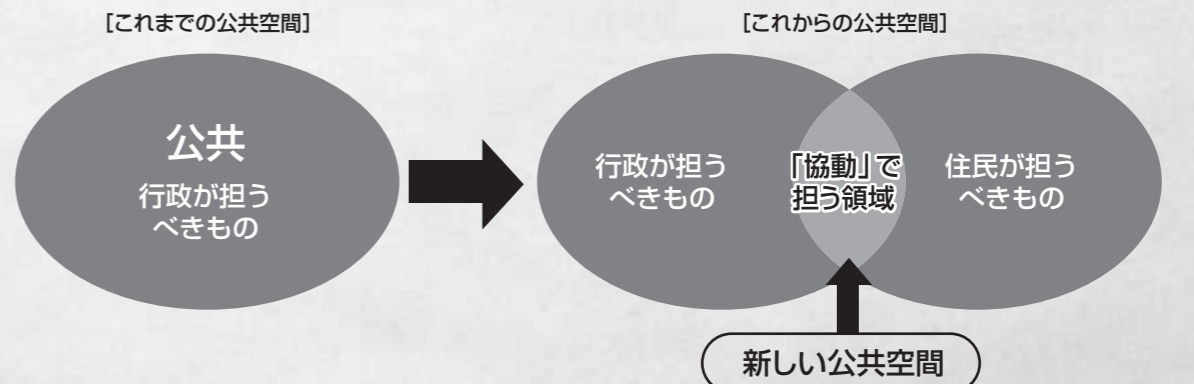 [これまでの公共空間]
公共
行政が担う
べきもの
[これからの公共空間]
行政が担う
べきもの
「協動」で
担う領域
住民が担う
べきもの
新しい公共空間